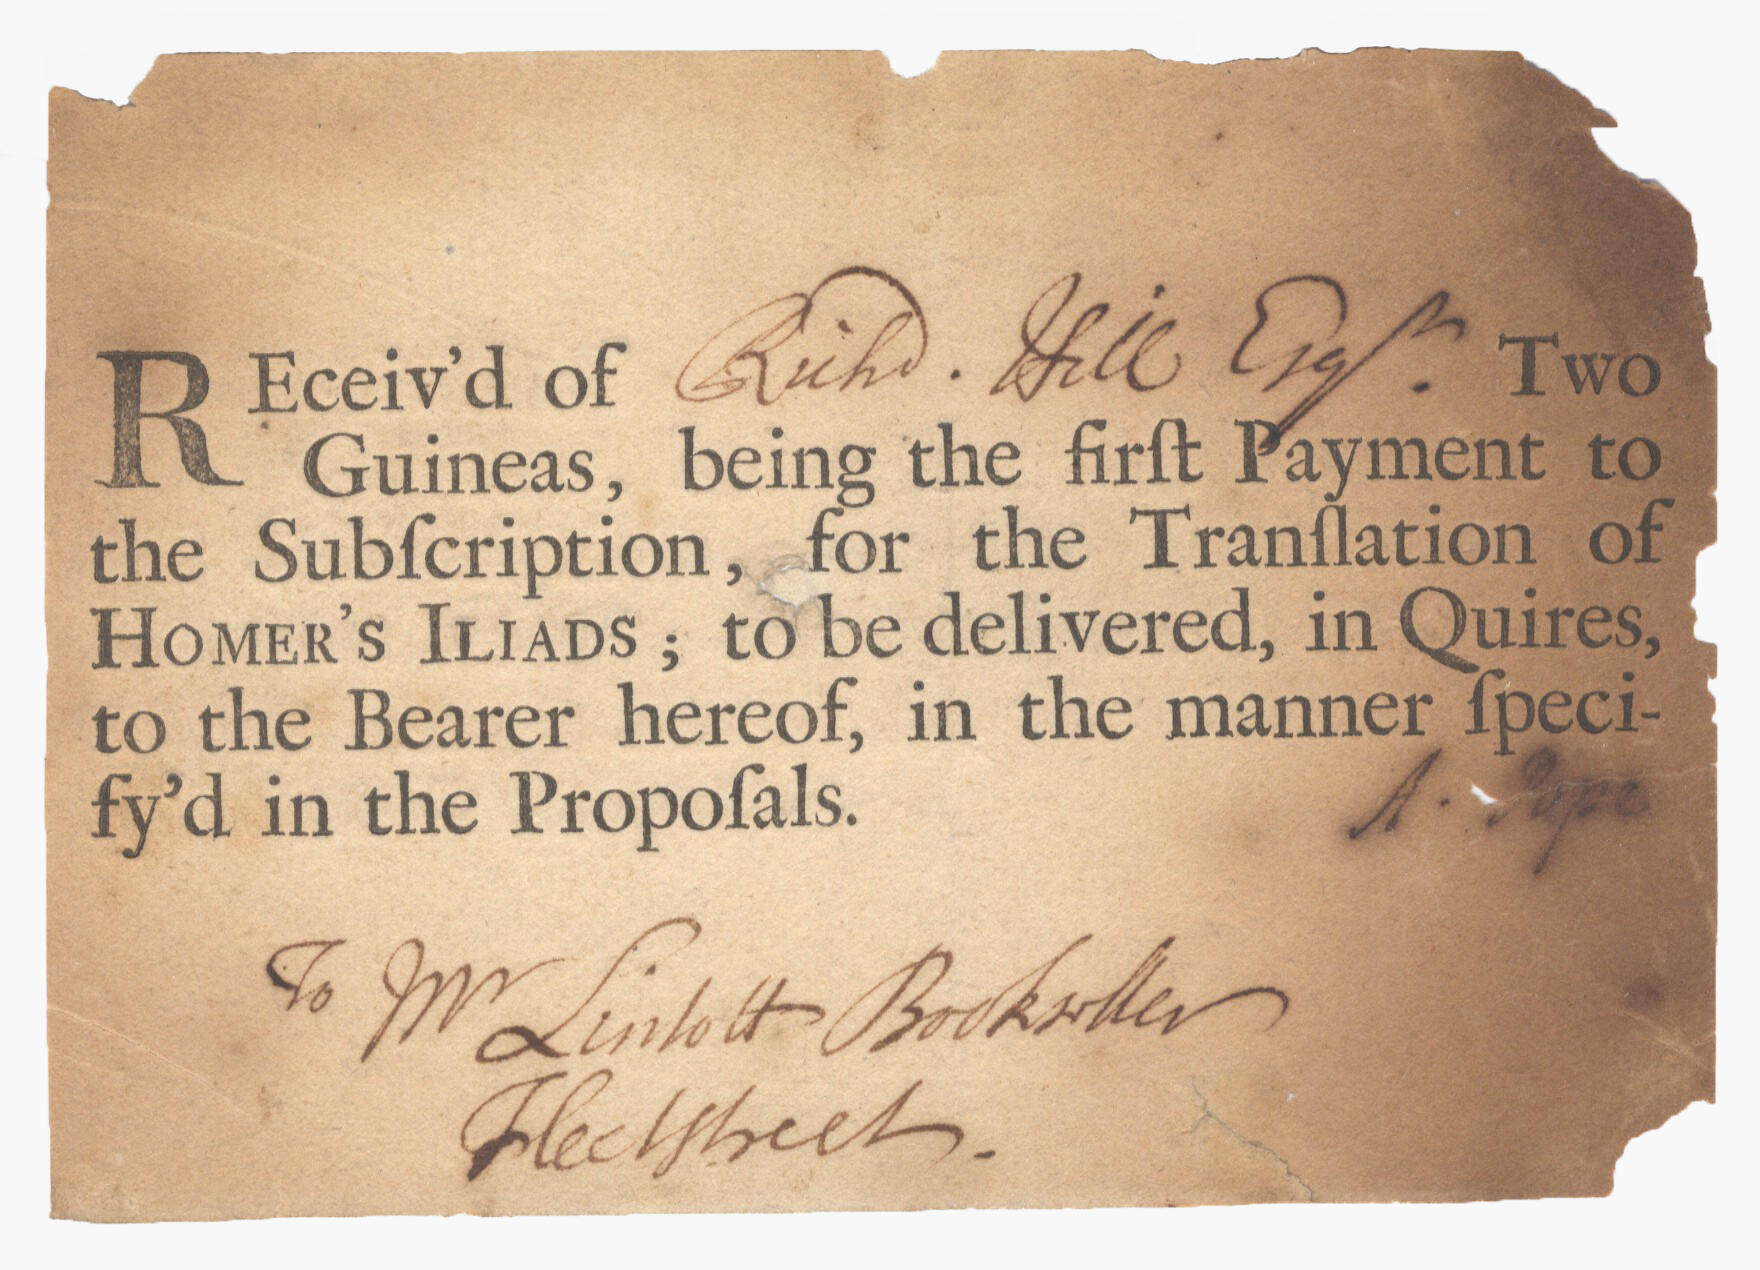 REceiv’d of Richd. Hill Esqr. Two
Guineas, being the firſt Payment to
the Subſcription, for the Tranſlation of
HOMER’S ILIADS; to be delivered, in Quires,
to the Bearer hereof, in the manner ſpeci-
fy’d in the Propoſals.
A. Pope
To Mr Lintott Bookseller
Fleetstreet.